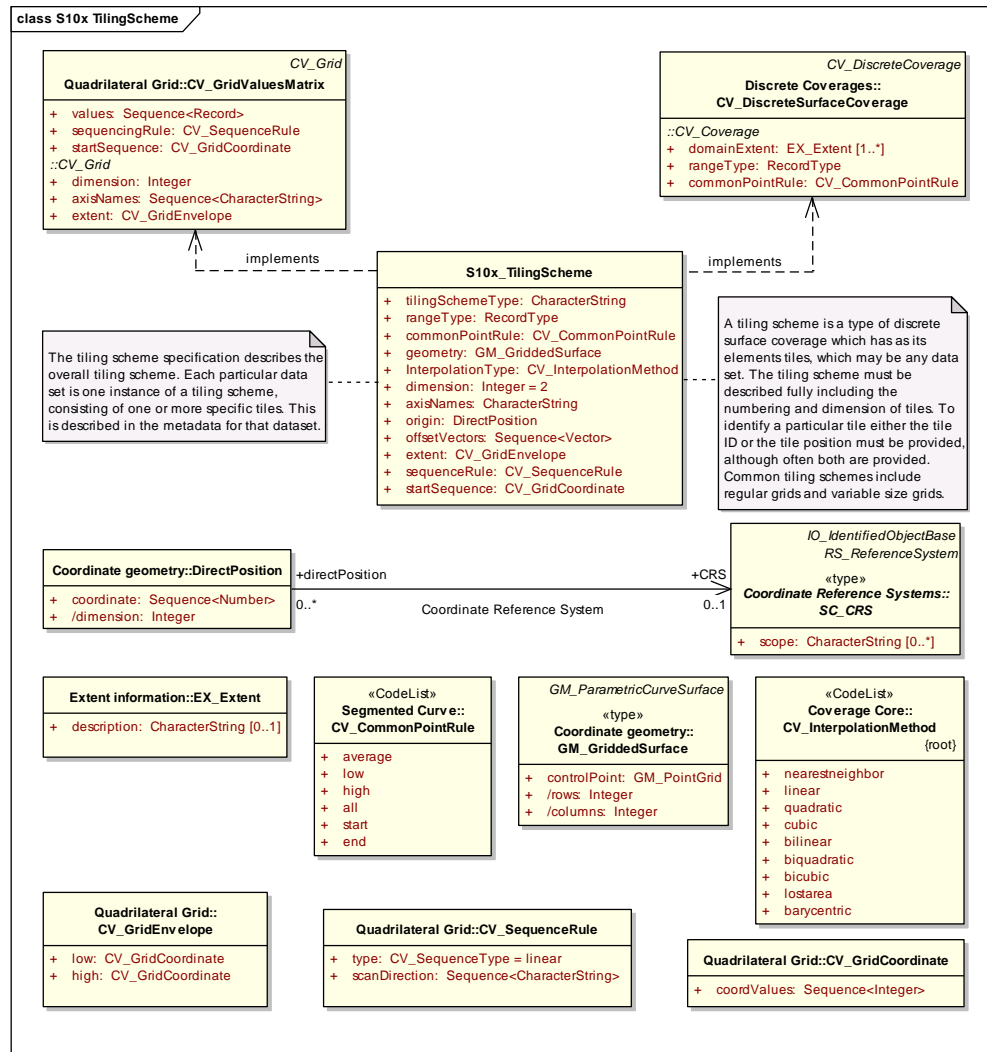 class S10x TilingScheme
CV_Grid
Quadrilateral Grid::CV_GridValuesMatrix
+ values: Sequence<Record>
+ sequencingRule: CV_SequenceRule
+ startSequence: CV_GridCoordinate
::CV_Grid
+ dimension: Integer
+ axisNames: Sequence<CharacterString>
+ extent: CV_GridEnvelope
CV_DiscreteCoverage
Discrete Coverages::
CV_DiscreteSurfaceCoverage
::CV_Coverage
+ domainExtent: EX_Extent [1..*]
+ rangeType: RecordType
+ commonPointRule: CV_CommonPointRule
implements
implements
S10x_TilingScheme
+ tilingSchemeType: CharacterString
+ rangeType: RecordType
+ commonPointRule: CV_CommonPointRule
+ geometry: GM_GriddedSurface
+ InterpolationType: CV_InterpolationMethod
+ dimension: Integer = 2
+ axisNames: CharacterString
+ origin: DirectPosition
+ offsetVectors: Sequence<Vector>
+ extent: CV_GridEnvelope
+ sequenceRule: CV_SequenceRule
+ startSequence: CV_GridCoordinate
The tiling scheme specification describes the
overall tiling scheme. Each particular data
set is one instance of a tiling scheme,
consisting of one or more specific tiles. This
is described in the metadata for that dataset.
A tiling scheme is a type of discrete
surface coverage which has as its
elements tiles, which may be any data
set. The tiling scheme must be
described fully including the
numbering and dimension of tiles. To
identify a particular tile either the tile
ID or the tile position must be provided,
although often both are provided.
Common tiling schemes include
regular grids and variable size grids.
Coordinate geometry::DirectPosition
+ coordinate: Sequence<Number>
+ /dimension: Integer
+directPosition
0..*
Coordinate Reference System
+CRS
0..1
IO_IdentifiedObjectBase
RS_ReferenceSystem
«type»
Coordinate Reference Systems::
SC_CRS
+ scope: CharacterString [0..*]
Extent information::EX_Extent
+ description: CharacterString [0..1]
«CodeList»
Segmented Curve::
CV_CommonPointRule
+ average
+ low
+ high
+ all
+ start
+ end
GM_ParametricCurveSurface
«type»
Coordinate geometry::
GM_GriddedSurface
+ controlPoint: GM_PointGrid
+ /rows: Integer
+ /columns: Integer
«CodeList»
Coverage Core::
CV_InterpolationMethod
{root}
+ nearestneighbor
+ linear
+ quadratic
+ cubic
+ bilinear
+ biquadratic
+ bicubic
+ lostarea
+ barycentric
Quadrilateral Grid::
CV_GridEnvelope
+ low: CV_GridCoordinate
+ high: CV_GridCoordinate
Quadrilateral Grid::CV_SequenceRule
+ type: CV_SequenceType = linear
+ scanDirection: Sequence<CharacterString>
Quadrilateral Grid::CV_GridCoordinate
+ coordValues: Sequence<Integer>